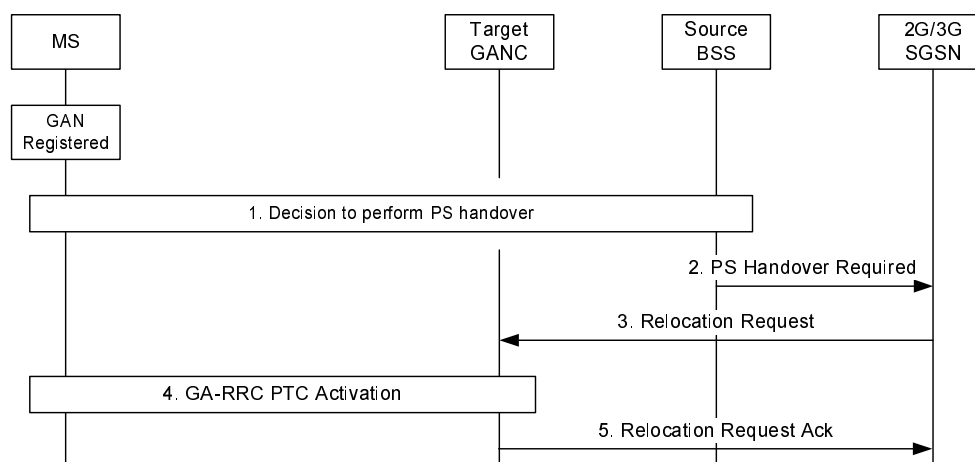 MS
Target
GANC
Source
BSS
2G/3G
SGSN
GAN
Registered
1. Decision to perform PS handover
2. PS Handover Required
3. Relocation Request
4. GA-RRC PTC Activation
5. Relocation Request Ack